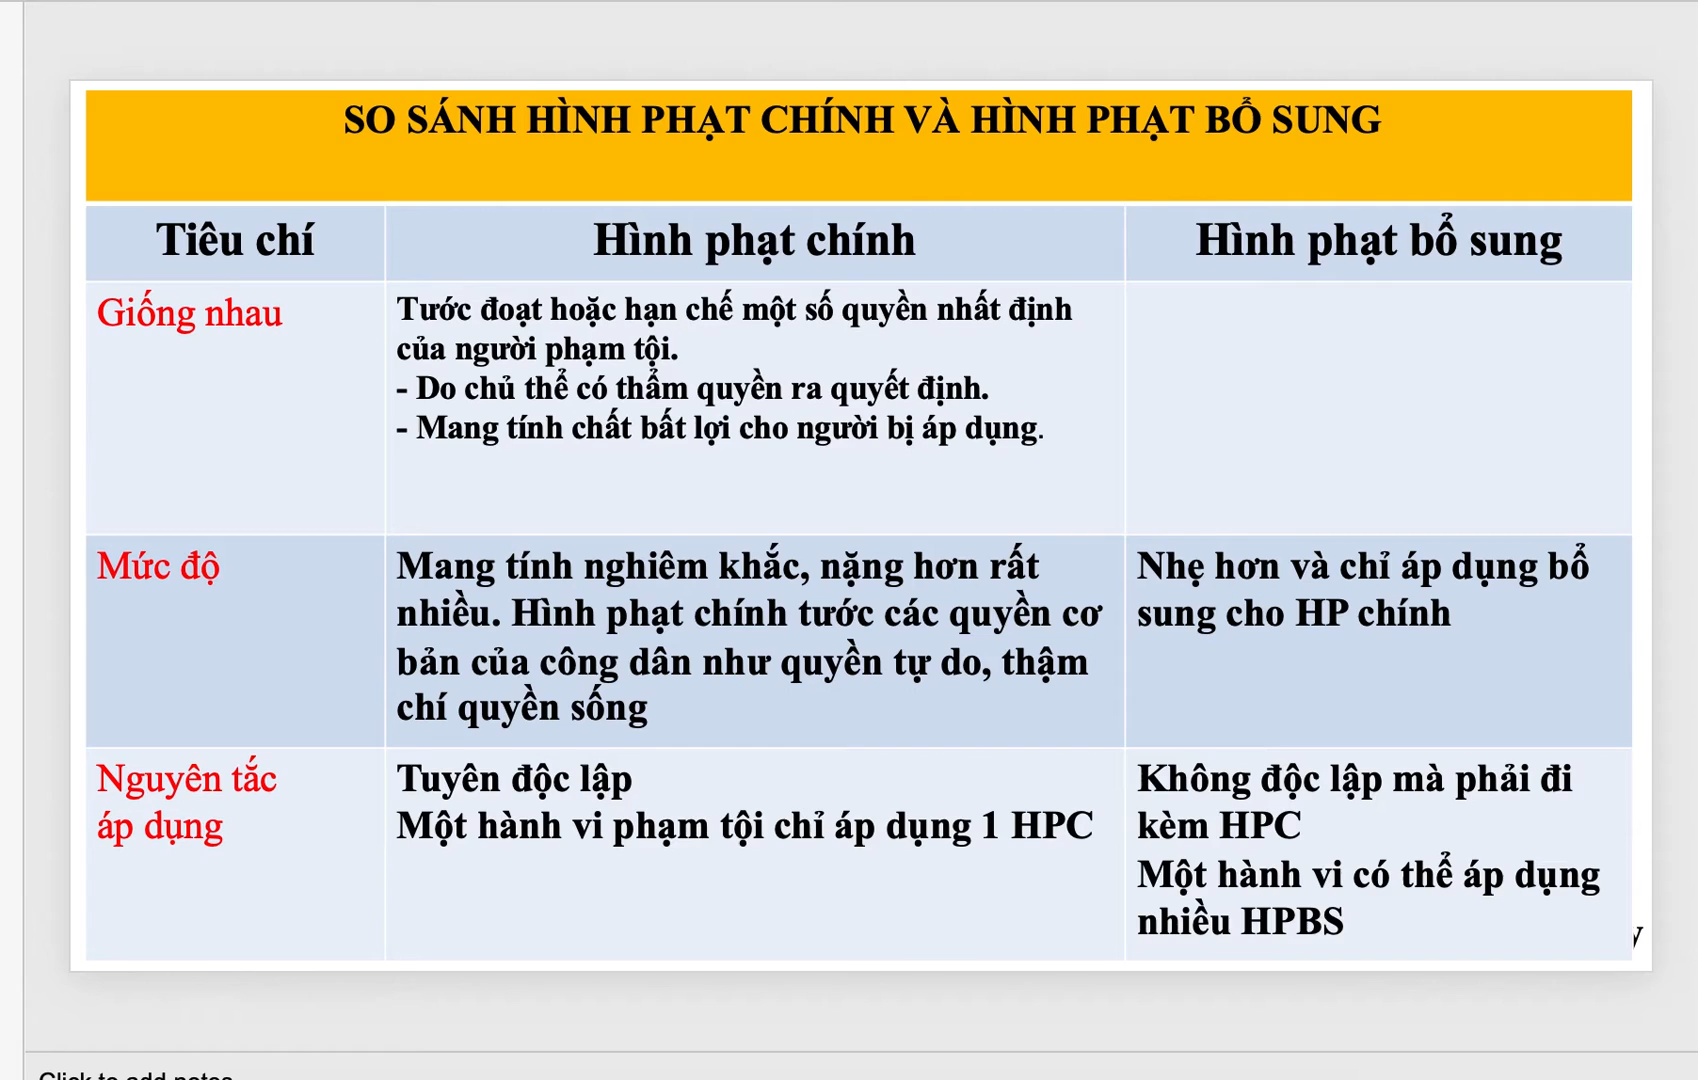 SO SÁNH HÌNH PHẠT CHÍNH VÀ HÌNH PHẠT BỔ SUNG
Tiêu chí
Hình phạt chính
Hình phạt bổ sung
Giống nhau
Tước đoạt hoặc hạn chế một số quyền nhất định
của người phạm tội.
- Do chủ thể có thẩm quyền ra quyết định.
- Mang tính chất bất lợi cho người bị áp dụng.
Mức độ
Mang tính nghiêm khắc, nặng hơn rất
nhiều. Hình phạt chính tước các quyền cơ
bản của công dân như quyền tự do, thậm
chí quyền sống
Nhẹ hơn và chỉ áp dụng bổ
sung cho HP chính
Nguyên tắc
áp dụng
Tuyên độc lập
Một hành vi phạm tội chỉ áp dụng 1 HPC
Không độc lập mà phải đi
kèm HPC
Một hành vi có thể áp dụng
nhiều HPBS
Click to add notes